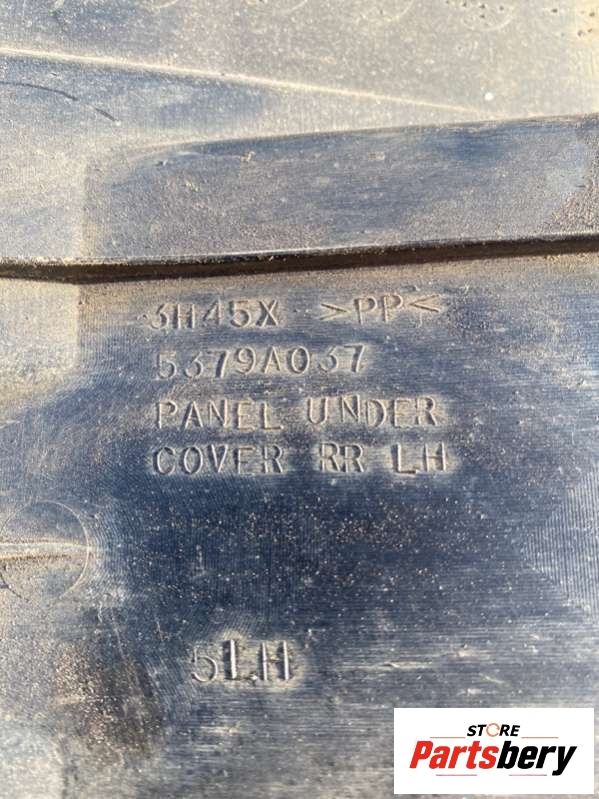 3H45X >PP<
5379A037
PANEL UNDER
COVER RR LH
5LH
STORE
Partsbery